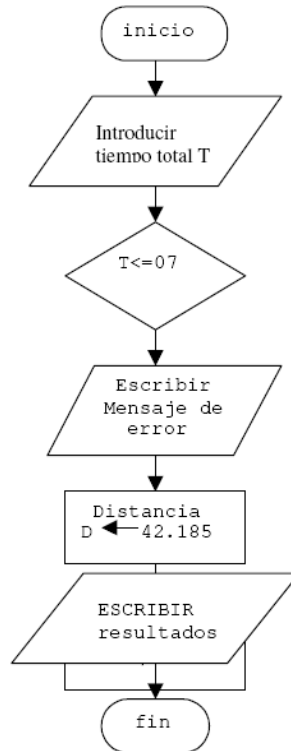 inicio
Introducir
tiempo total T
T<=07
Escribir
Mensaje de
error
Distancia
D 42.185
ESCRIBIR
resultados
fin